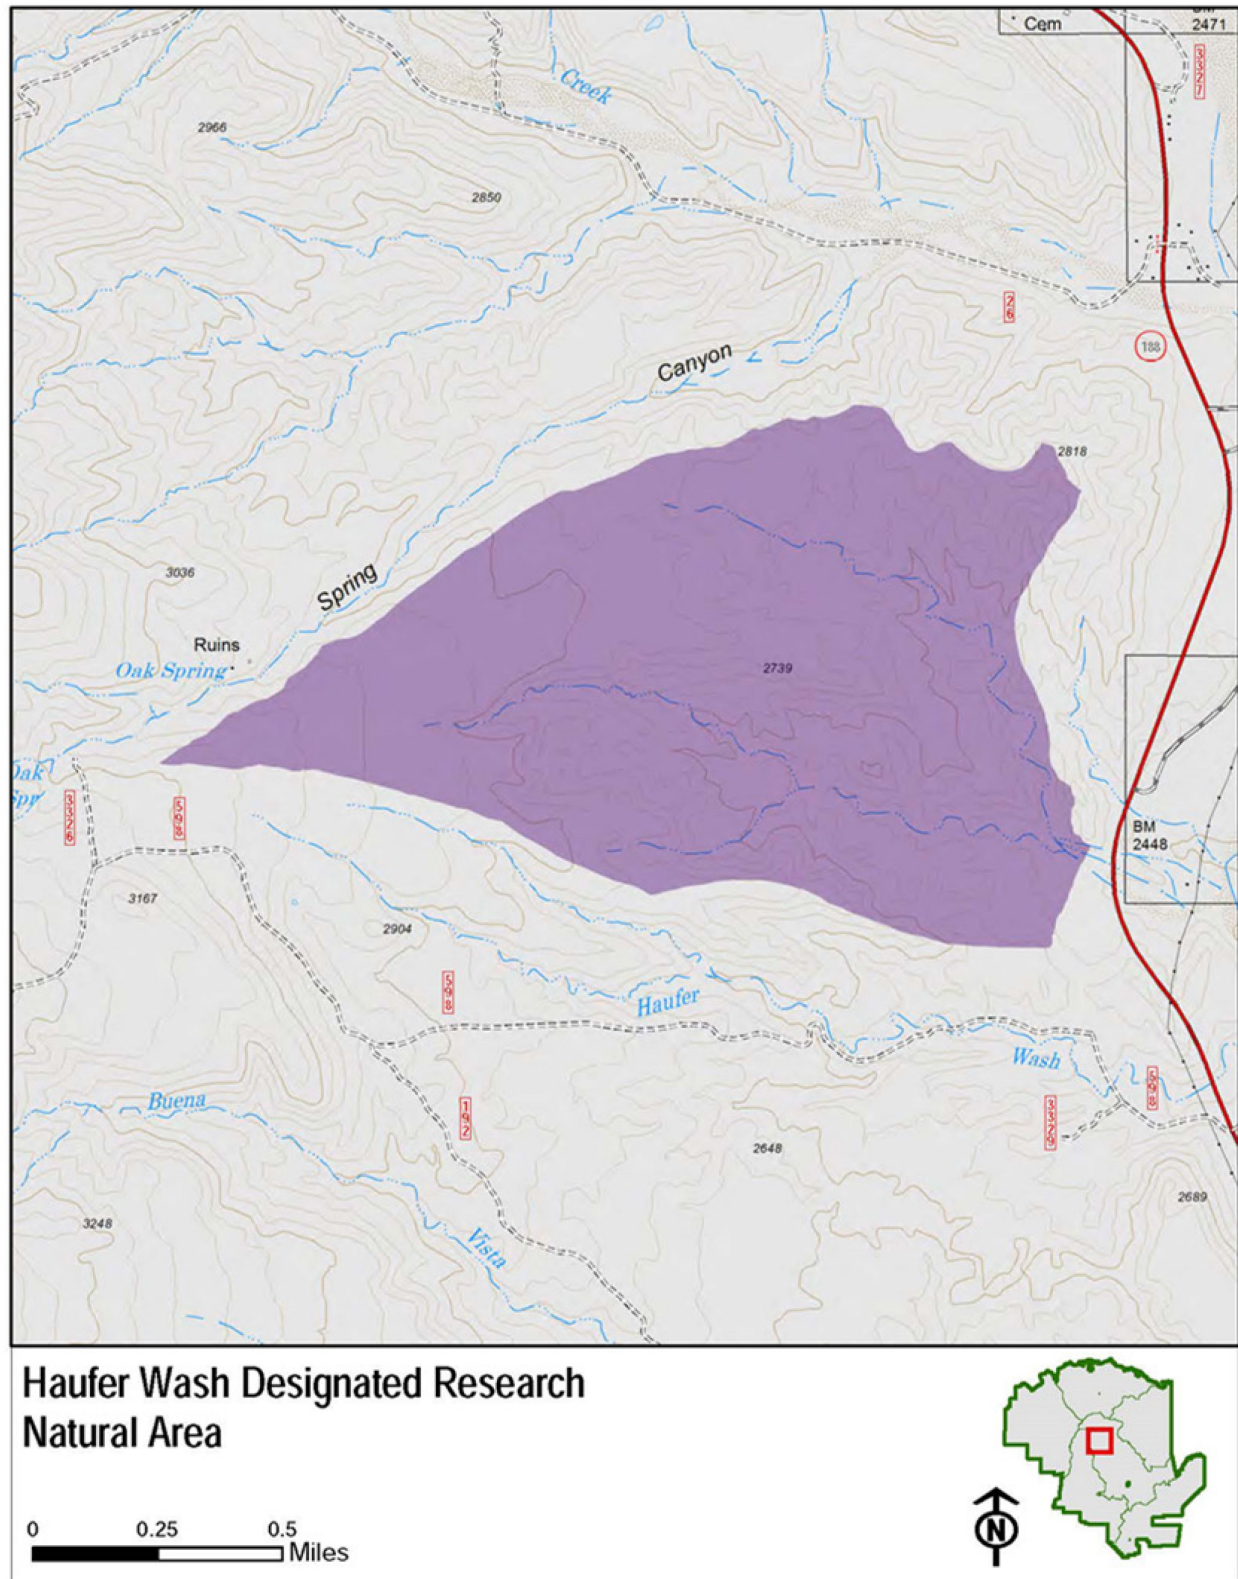 BM
2471
Cem
3327
Creek
2966
2850
26
188
Canyon
2818
3036
Spring
Ruins
Oak Spring
2739
Oak
Spr
3326
598
BM
2448
3167
2904
598
Haufer
Wash
598
3329
192
Buena
2648
2689
3248
Vista
Haufer Wash Designated Research
Natural Area
0 0.25 0.5
Miles
N